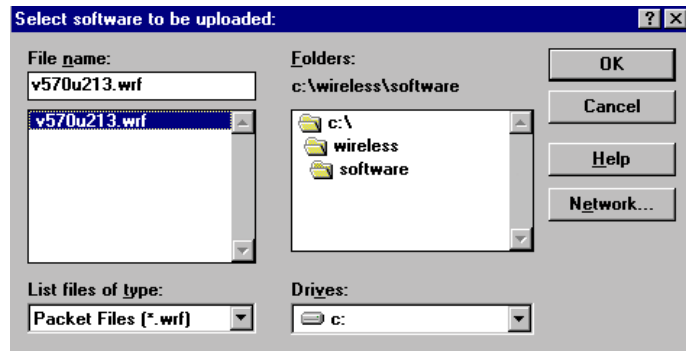 Select software to be uploaded:
File name:
v570u213.wrf
v570u213.wrf
List files of type:
Packet Files (*.wrf)
Folders:
c:\wireless\software
c:\
wireless
software
Drives:
c:
OK
Cancel
Help
Network...